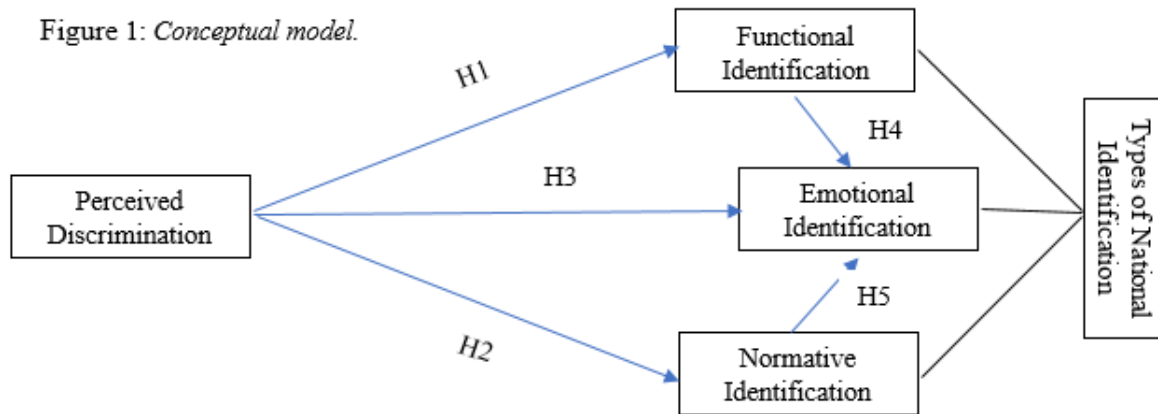 Figure 1: Conceptual model.
Functional
Identification
H1
H4
Types of National
Identification
H3
Perceived
Discrimination
Emotional
Identification
H5
H2
Normative
Identification